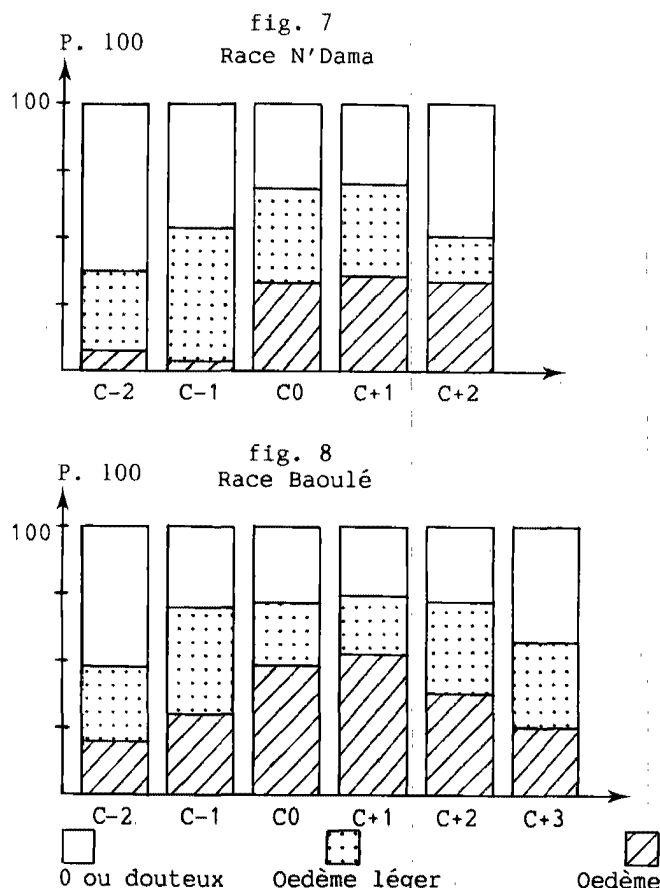 fig. 7
P. 100
Race N'Dama
100
C-2 C-1 C0 C+1 C+2
fig. 8
P. 100
Race Baoulé
100
C-2 C-1 C0 C+1 C+2 C+3
0 ou douteux Oedème léger Oedème